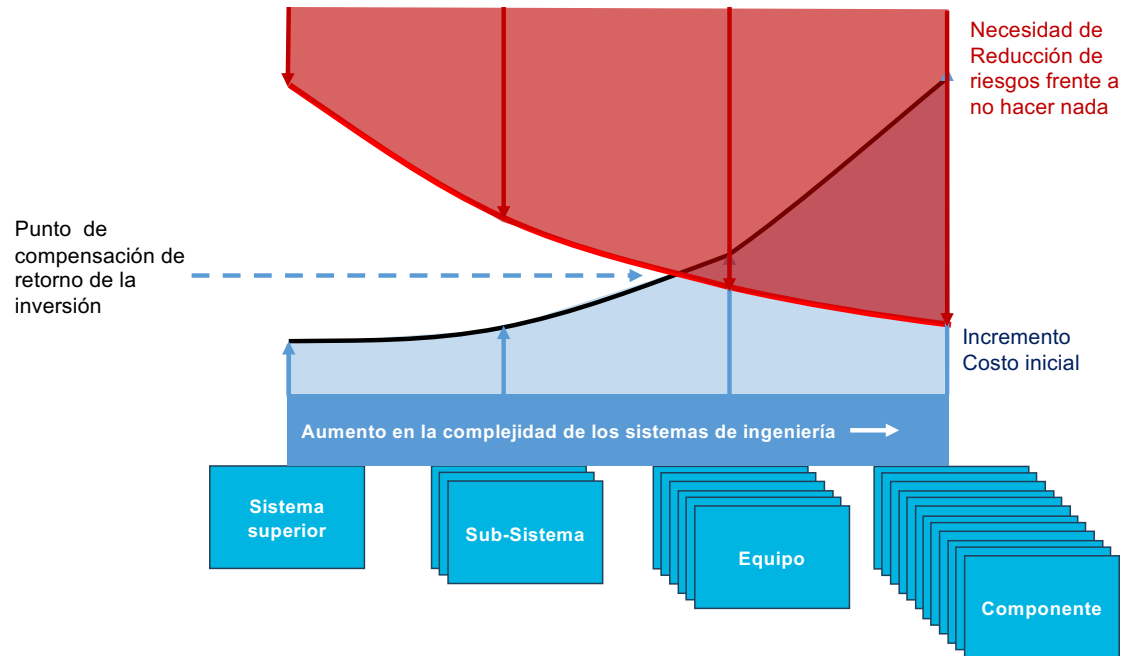 Necesidad de
Reducción de
riesgos frente a
no hacer nada
Punto de
compensación de
retorno de la
inversión
Incremento
Costo inicial
Aumento en la complejidad de los sistemas de ingeniería
Sistema
superior
Sub-Sistema
Equipo
Componente